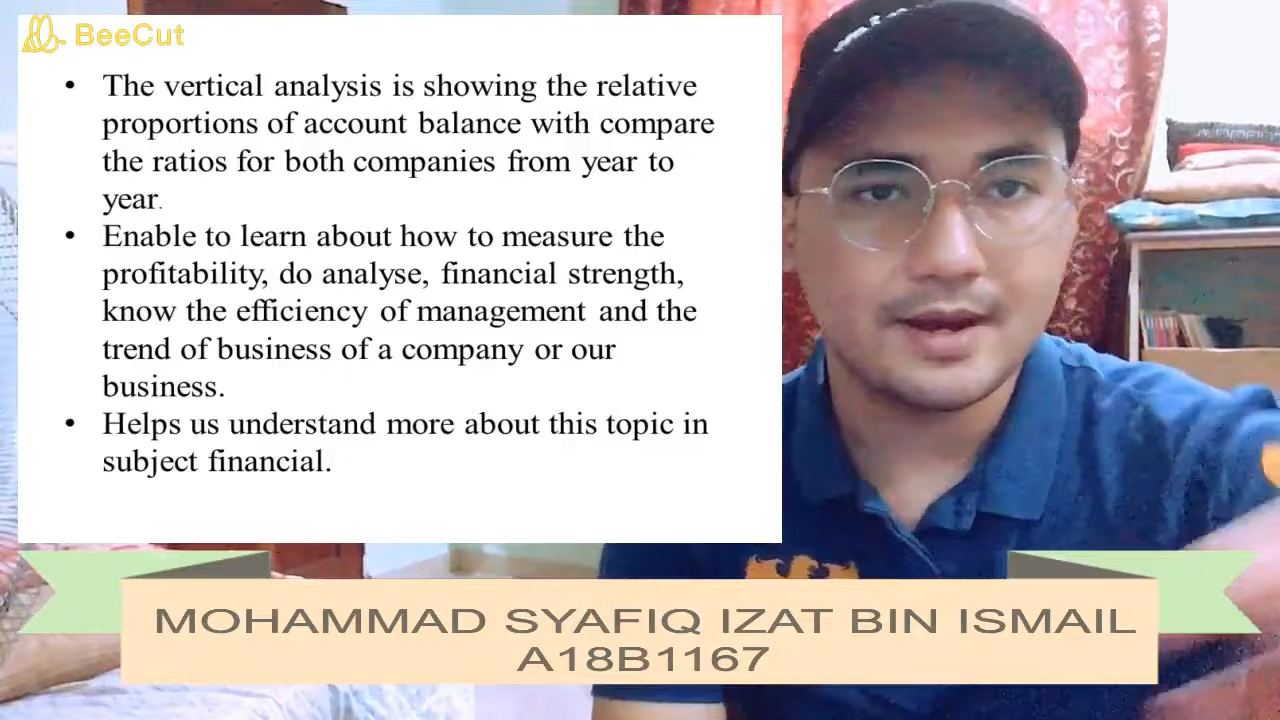 BeeCut
• The vertical analysis is showing the relative
proportions of account balance with compare
the ratios for both companies from year to
year.
• Enable to learn about how to measure the
profitability, do analyse, financial strength,
know the efficiency of management and the
trend of business of a company or our
business.
• Helps us understand more about this topic in
subject financial.
MOHAMMAD SYAFIQ IZAT BIN ISMAIL
A18B1167